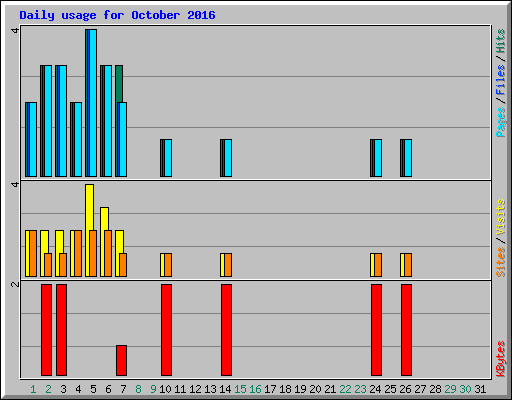 Daily usage for October 2016
4
Pages / Files / Hits
4
Sites / Visits
2
KBytes
1 2 3 4 5 6 7 8 9 10 11 12 13 14 15 16 17 18 19 20 21 22 23 24 25 26 27 28 29 30 31